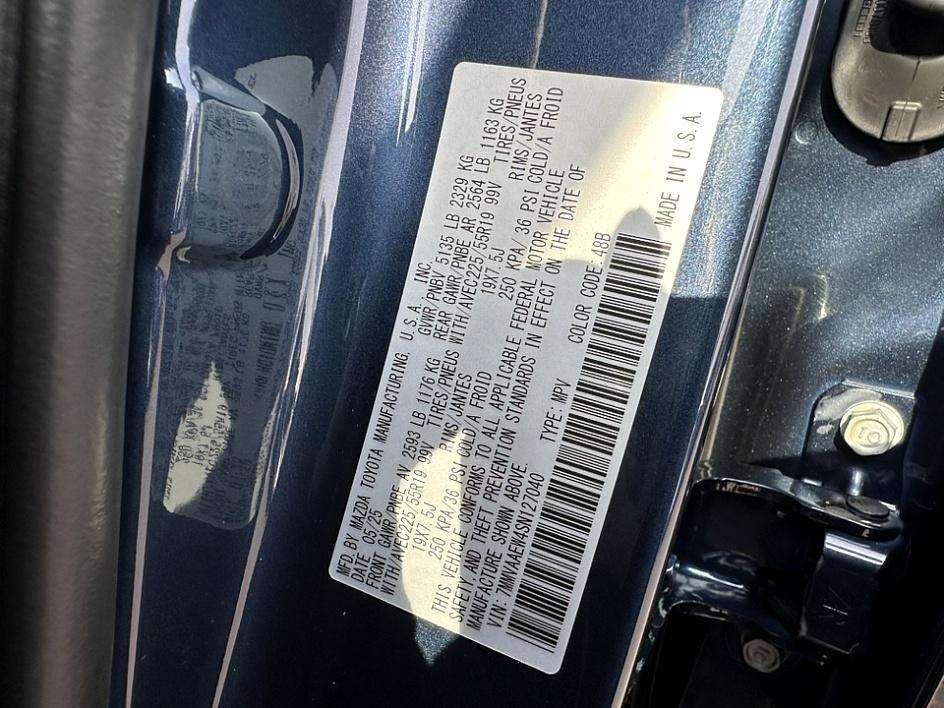 MFD. BY MAZDA TOYOTA MANUFACTURING, U.S.A., INC.
DATE 05/25 GVWR/PNBV 5135 LB 2329 KG
FRONT GAWR/PNBE AV 2593 LB 1176 KG REAR GAWR/PNBE AR 2564 LB 1163 KG
WITH/AVEC225/55R19 99V TIRES/PNEUS WITH/AVEC225/55R19 99V TIRES/PNEUS
19X7.5J RIMS/JANTES 19X7.5J RIMS/JANTES
250 KPA/36 PSI COLD/A FROID 250 KPA/ 36 PSI COLD/A FROID
THIS VEHICLE CONFORMS TO ALL APPLICABLE FEDERAL MOTOR VEHICLE
SAFETY, AND THEFT PREVENTION STANDARDS IN EFFECT ON THE DATE OF
MANUFACTURE SHOWN ABOVE.
VIN: 7MMVAAEW4SN127040 TYPE: MPV COLOR CODE: 48B
MADE IN U.S.A.